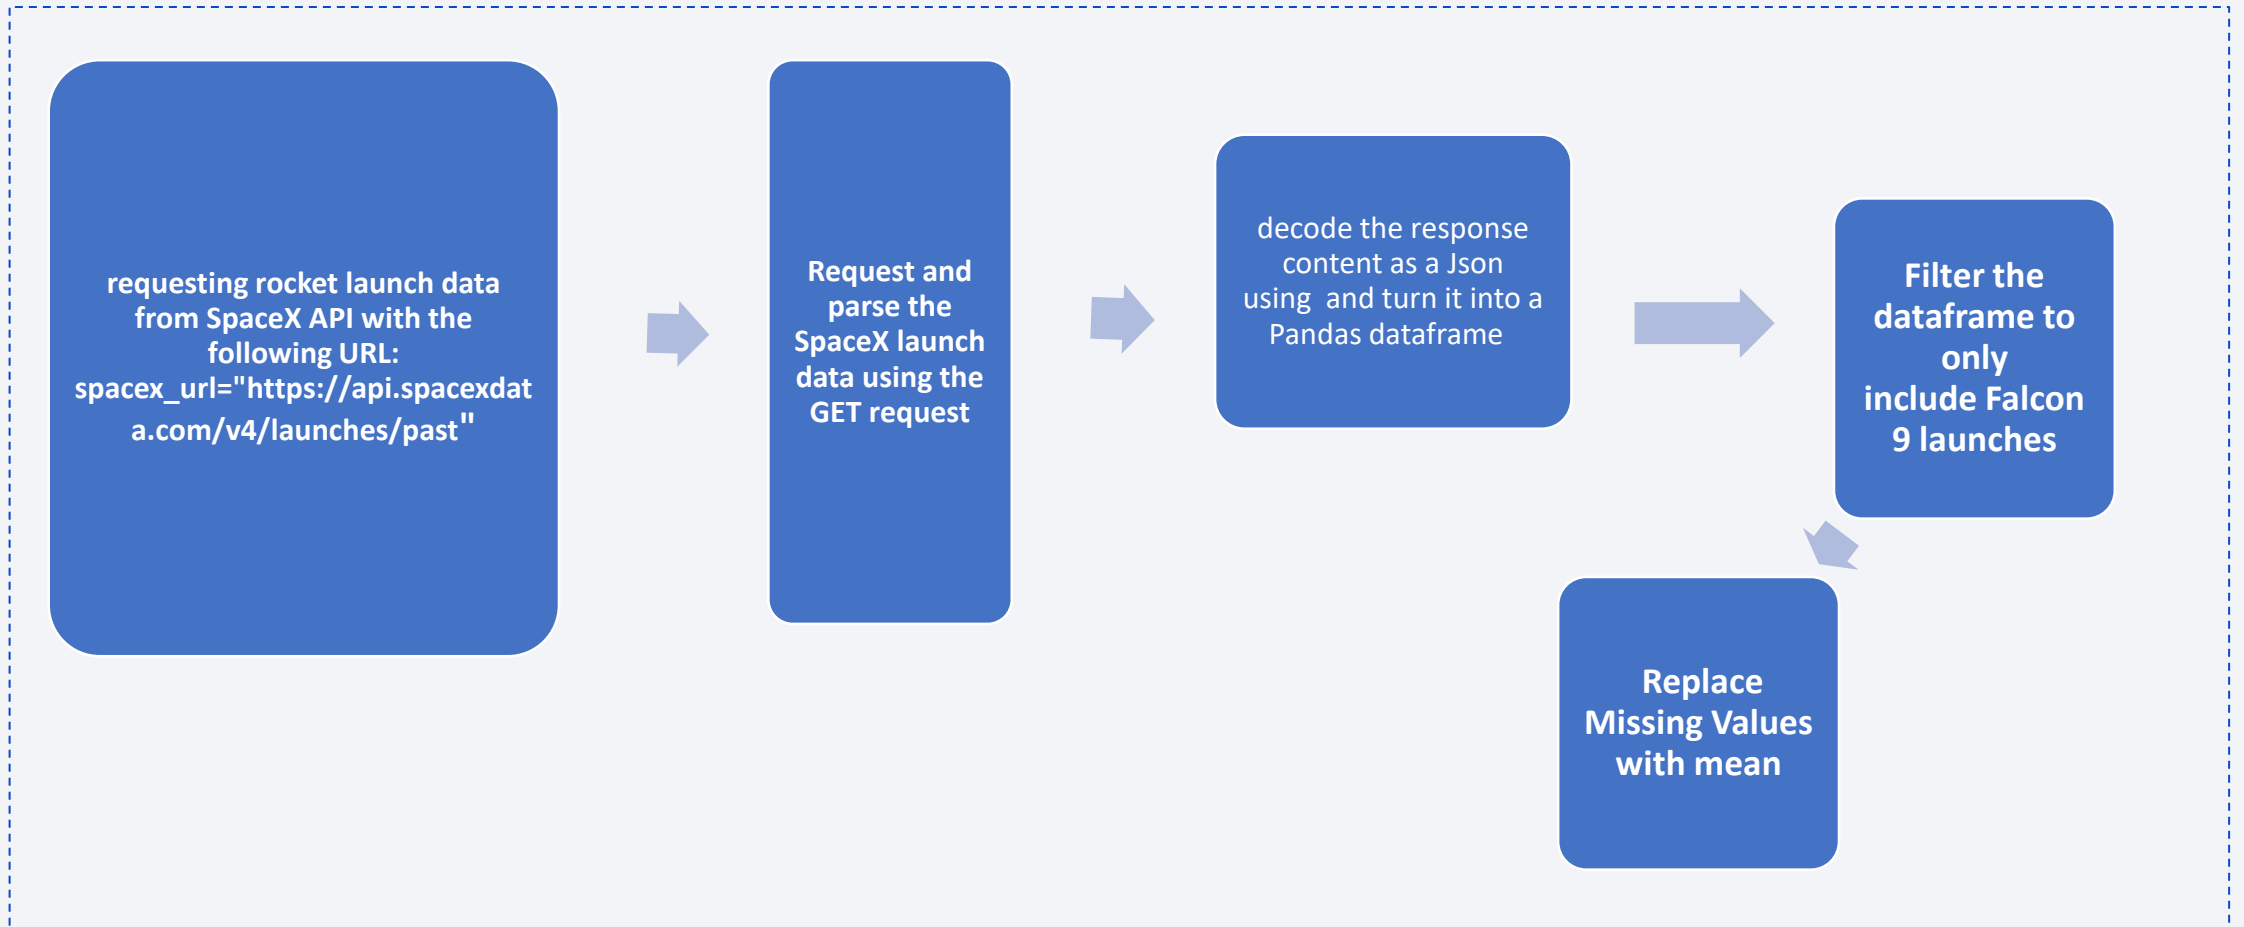 requesting rocket launch data
from SpaceX API with the
following URL:
spacex_url="https://api.spacexdat
a.com/v4/launches/past"
Request and
parse the
SpaceX launch
data using the
GET request
decode the response
content as a Json
using  and turn it into a
Pandas dataframe
Filter the
dataframe to
only
include Falcon
9 launches
Replace
Missing Values
with mean